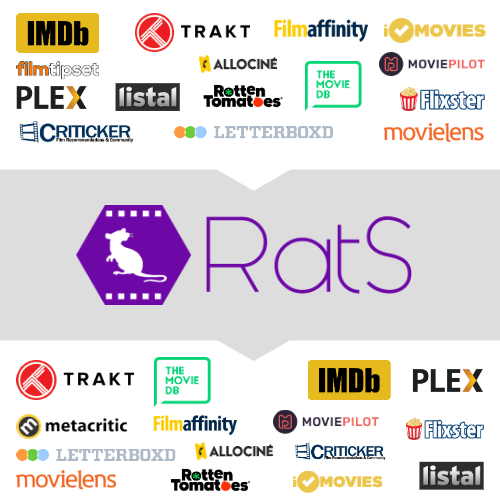 IMDb TRAKT Filmaffinity iCMOVIES
filmtipset ALLOCINÉ MOVIEPILOT
PLEX listal Rotten Tomatoes® THE MOVIE DB Flixster
CRITICKER
Film Recommendations & Community
LETTERBOXD movielens
RatS
TRAKT THE MOVIE DB IMDb PLEX
metacritic Filmaffinity MOVIEPILOT Flixster
LETTERBOXD ALLOCINÉ CRITICKER
Film Recommendations & Community
movielens Rotten Tomatoes® iCMOVIES listal